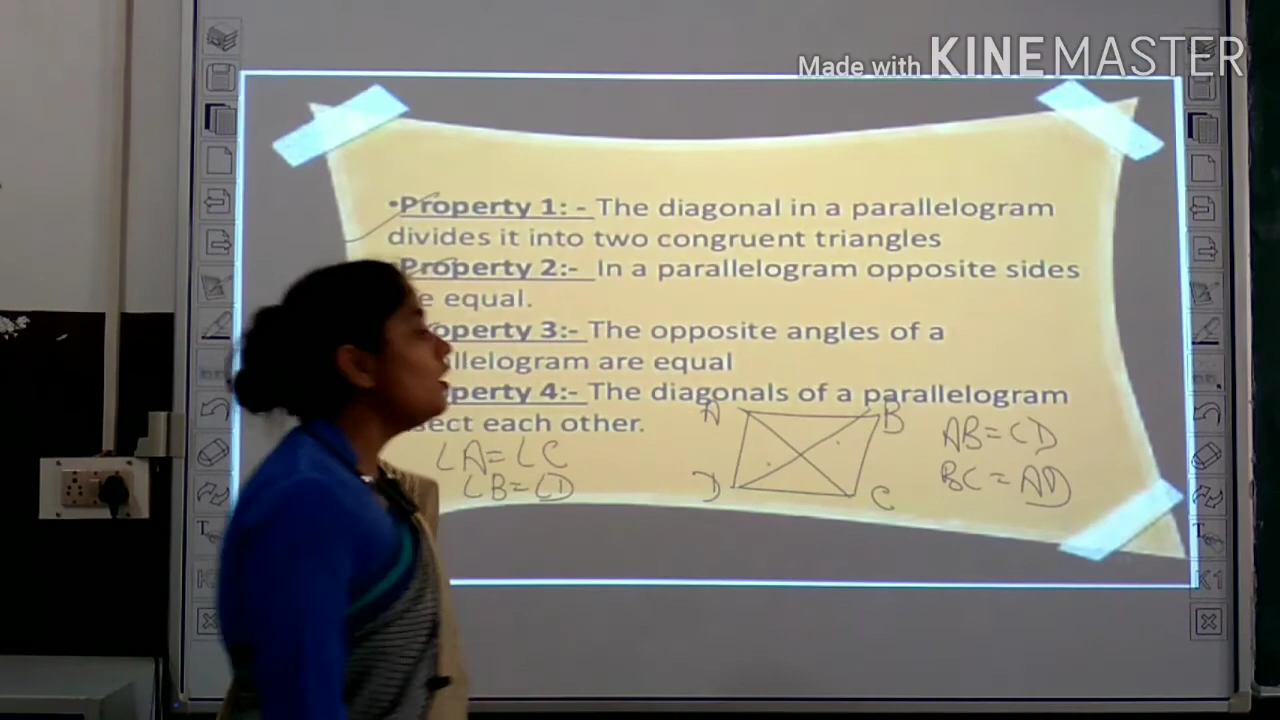 Made with KINEMASTER
•Property 1: - The diagonal in a parallelogram
divides it into two congruent triangles
Property 2:- In a parallelogram opposite sides
e equal.
operty 3:- The opposite angles of a
llelogram are equal
perty 4:- The diagonals of a parallelogram
sect each other.
A B
D C
∠A=∠C
∠B=∠D
AB=CD
BC=AD